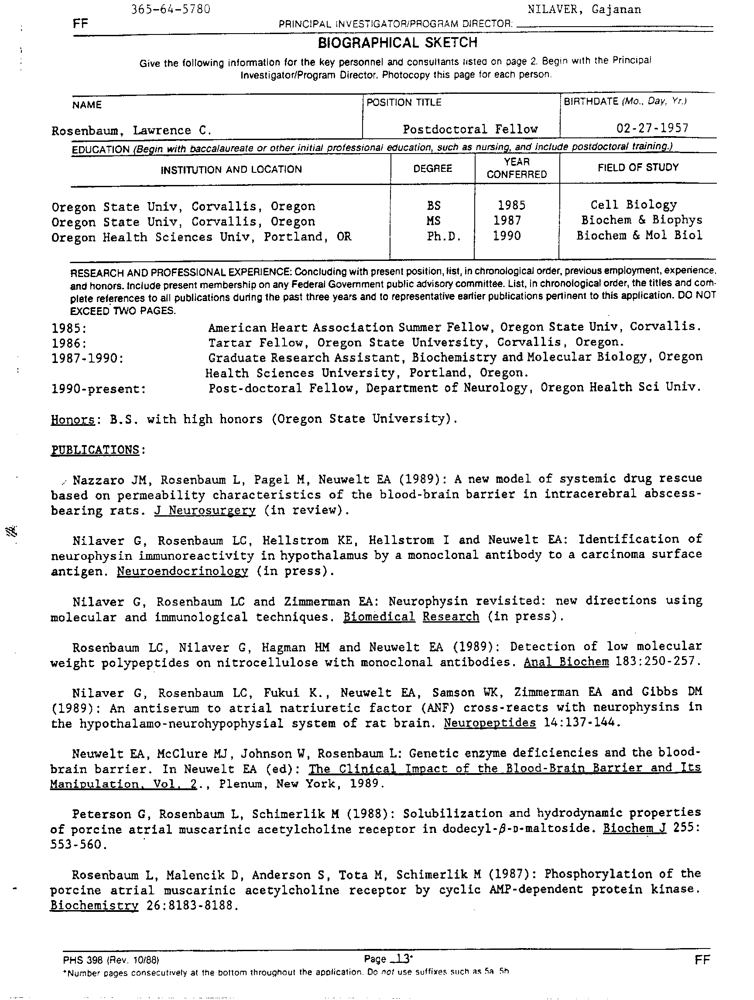 365-64-5780 NILAVER, Gajanan
FF PRINCIPAL INVESTIGATOR/PROGRAM DIRECTOR:
BIOGRAPHICAL SKETCH
Give the following information for the key personnel and consultants listed on page 2. Begin with the Principal
Investigator/Program Director. Photocopy this page for each person.
NAME POSITION TITLE BIRTHDATE (Mo., Day, Yr.)
Rosenbaum, Lawrence C. Postdoctoral Fellow 02-27-1957
EDUCATION (Begin with baccalaureate or other initial professional education, such as nursing, and include postdoctoral training.)
INSTITUTION AND LOCATION DEGREE YEAR CONFERRED FIELD OF STUDY
Oregon State Univ, Corvallis, Oregon BS 1985 Cell Biology
Oregon State Univ, Corvallis, Oregon MS 1987 Biochem & Biophys
Oregon Health Sciences Univ, Portland, OR Ph.D. 1990 Biochem & Mol Biol
RESEARCH AND PROFESSIONAL EXPERIENCE: Concluding with present position, list, in chronological order, previous employment, experience,
and honors. Include present membership on any Federal Government public advisory committee. List, in chronological order, the titles and com-
plete references to all publications during the past three years and to representative earlier publications pertinent to this application. DO NOT
EXCEED TWO PAGES.
1985: American Heart Association Summer Fellow, Oregon State Univ, Corvallis.
1986: Tartar Fellow, Oregon State University, Corvallis, Oregon.
1987-1990: Graduate Research Assistant, Biochemistry and Molecular Biology, Oregon
Health Sciences University, Portland, Oregon.
1990-present: Post-doctoral Fellow, Department of Neurology, Oregon Health Sci Univ.
Honors: B.S. with high honors (Oregon State University).
PUBLICATIONS:
Nazzaro JM, Rosenbaum L, Pagel M, Neuwelt EA (1989): A new model of systemic drug rescue
based on permeability characteristics of the blood-brain barrier in intracerebral abscess-
bearing rats. J Neurosurgery (in review).
Nilaver G, Rosenbaum LC, Hellstrom KE, Hellstrom I and Neuwelt EA: Identification of
neurophysin immunoreactivity in hypothalamus by a monoclonal antibody to a carcinoma surface
antigen. Neuroendocrinology (in press).
Nilaver G, Rosenbaum LC and Zimmerman EA: Neurophysin revisited: new directions using
molecular and immunological techniques. Biomedical Research (in press).
Rosenbaum LC, Nilaver G, Hagman HM and Neuwelt EA (1989): Detection of low molecular
weight polypeptides on nitrocellulose with monoclonal antibodies. Anal Biochem 183:250-257.
Nilaver G, Rosenbaum LC, Fukui K., Neuwelt EA, Samson WK, Zimmerman EA and Gibbs DM
(1989): An antiserum to atrial natriuretic factor (ANF) cross-reacts with neurophysins in
the hypothalamo-neurohypophysial system of rat brain. Neuropeptides 14:137-144.
Neuwelt EA, McClure MJ, Johnson W, Rosenbaum L: Genetic enzyme deficiencies and the blood-
brain barrier. In Neuwelt EA (ed): The Clinical Impact of the Blood-Brain Barrier and Its
Manipulation, Vol. 2., Plenum, New York, 1989.
Peterson G, Rosenbaum L, Schimerlik M (1988): Solubilization and hydrodynamic properties
of porcine atrial muscarinic acetylcholine receptor in dodecyl-β-D-maltoside. Biochem J 255:
553-560.
Rosenbaum L, Malencik D, Anderson S, Tota M, Schimerlik M (1987): Phosphorylation of the
porcine atrial muscarinic acetylcholine receptor by cyclic AMP-dependent protein kinase.
Biochemistry 26:8183-8188.
PHS 398 (Rev. 10/88) Page 13* FF
*Number pages consecutively at the bottom throughout the application. Do not use suffixes such as 5a, 5b.